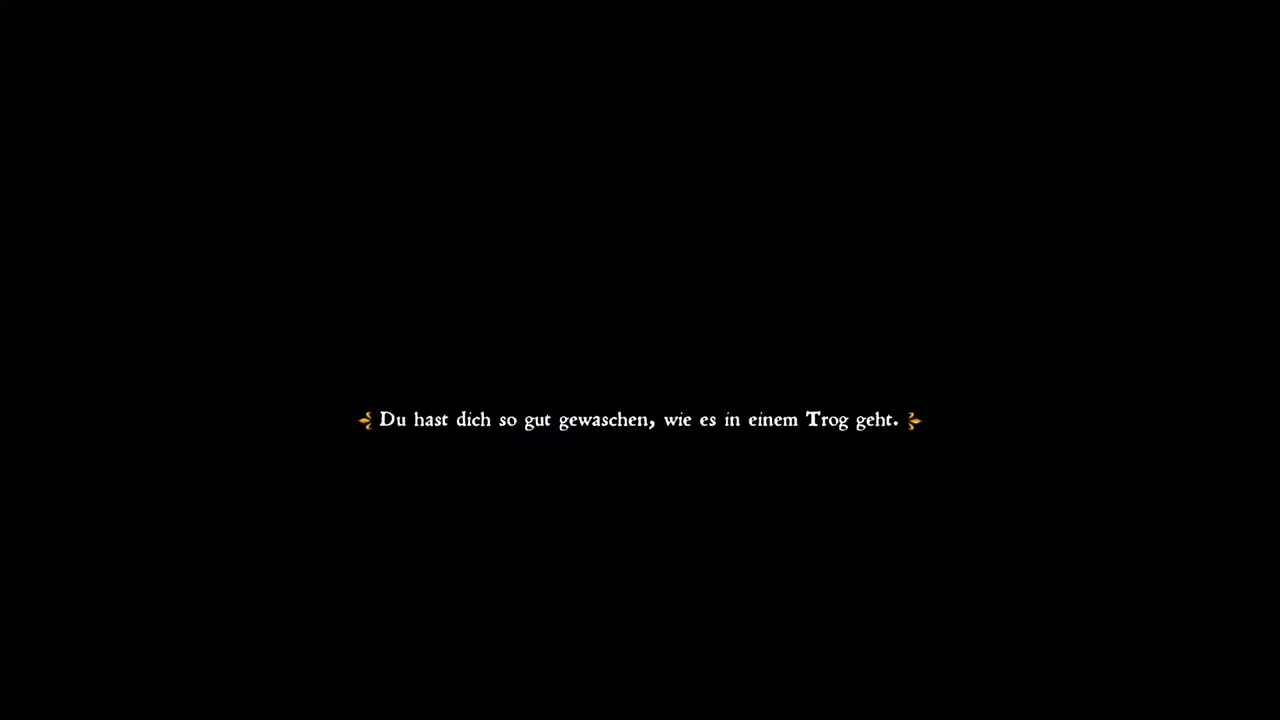 Du hast dich so gut gewaschen, wie es in einem Trog geht.